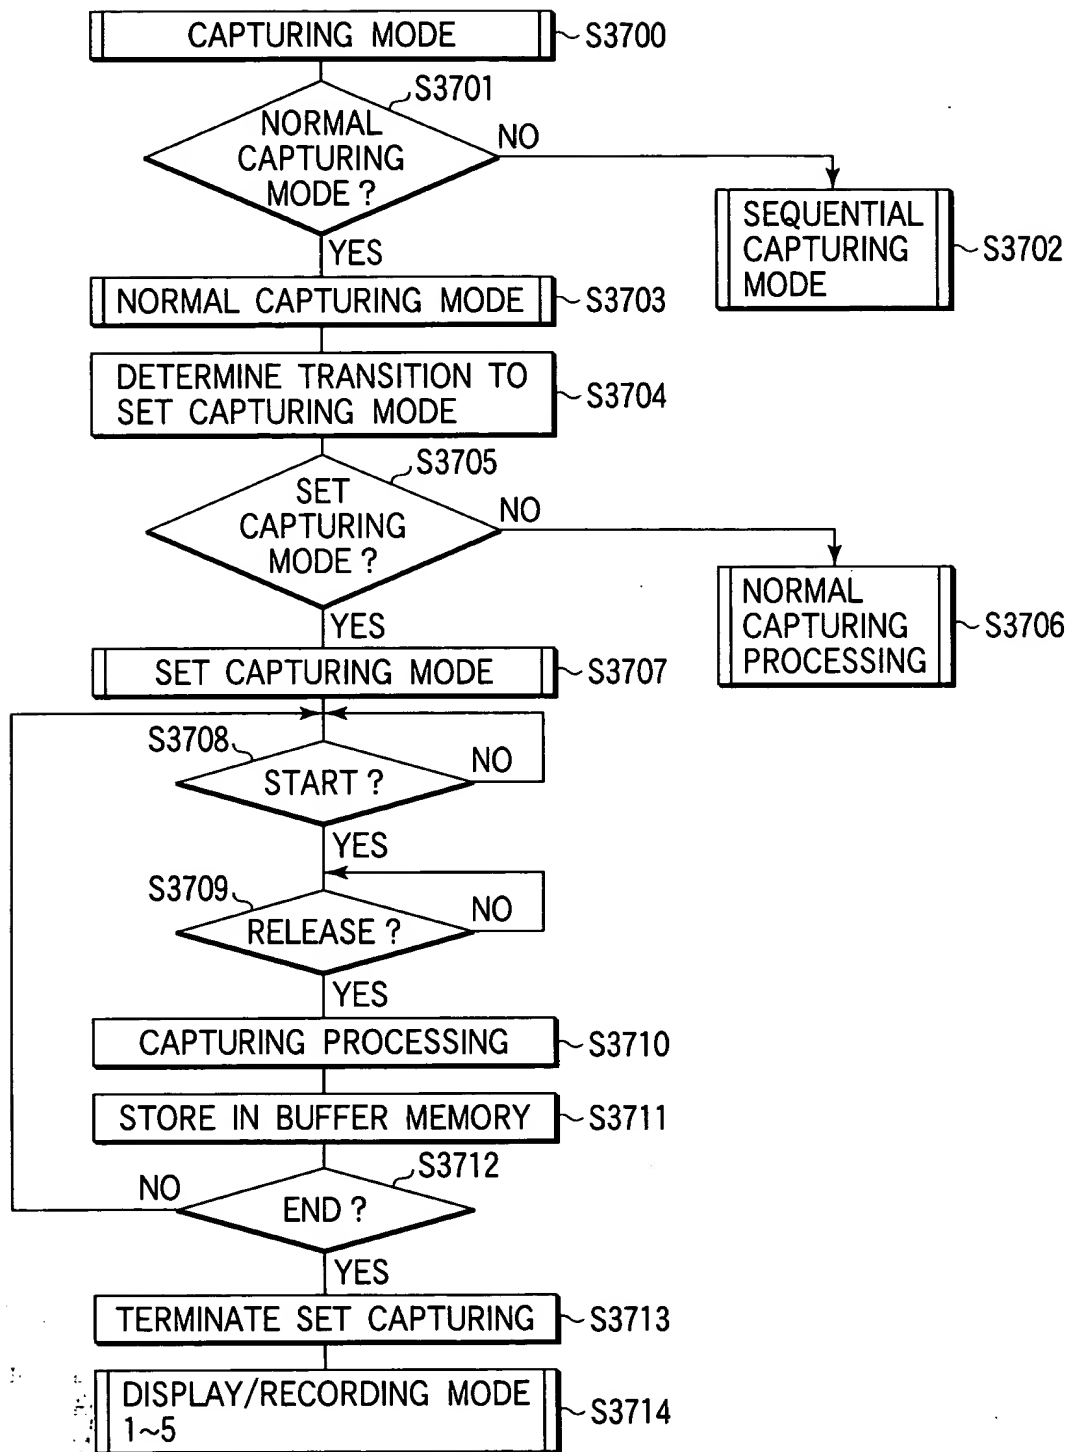 CAPTURING MODE
S3700
S3701
NORMAL
CAPTURING
MODE ?
NO
SEQUENTIAL
CAPTURING
MODE
S3702
YES
NORMAL CAPTURING MODE
S3703
DETERMINE TRANSITION TO
SET CAPTURING MODE
S3704
S3705
SET
CAPTURING
MODE ?
NO
NORMAL
CAPTURING
PROCESSING
S3706
YES
SET CAPTURING MODE
S3707
S3708
START ?
NO
YES
S3709
RELEASE ?
NO
YES
CAPTURING PROCESSING
S3710
STORE IN BUFFER MEMORY
S3711
S3712
NO
END ?
YES
TERMINATE SET CAPTURING
S3713
DISPLAY/RECORDING MODE
1~5
S3714